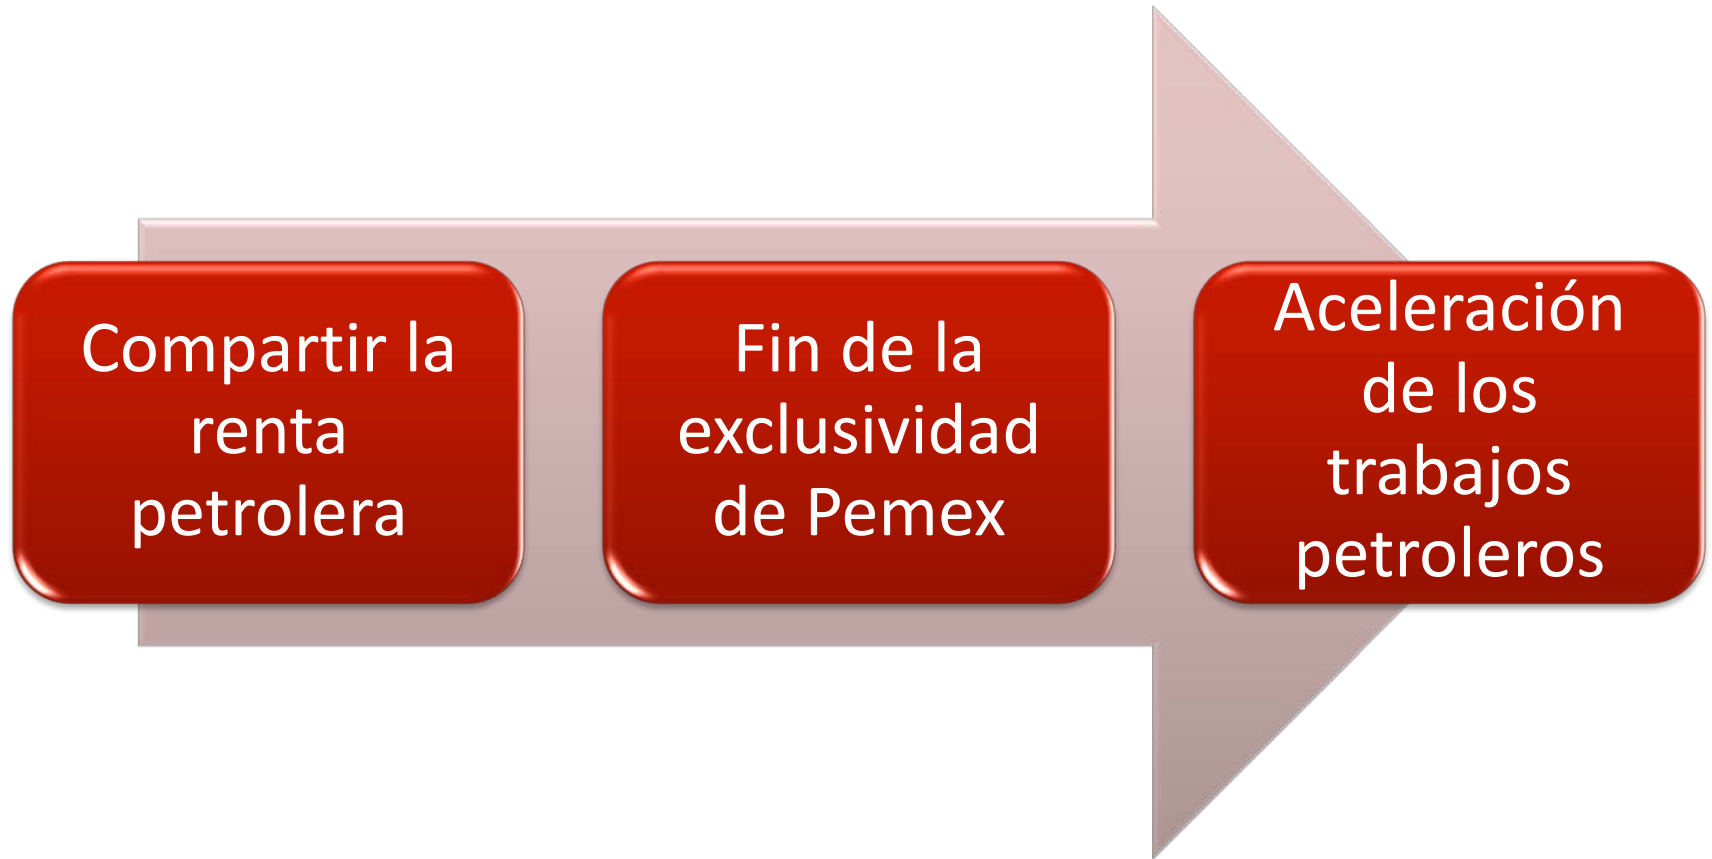 Compartir la
renta
petrolera
Fin de la
exclusividad
de Pemex
Aceleración
de los
trabajos
petroleros